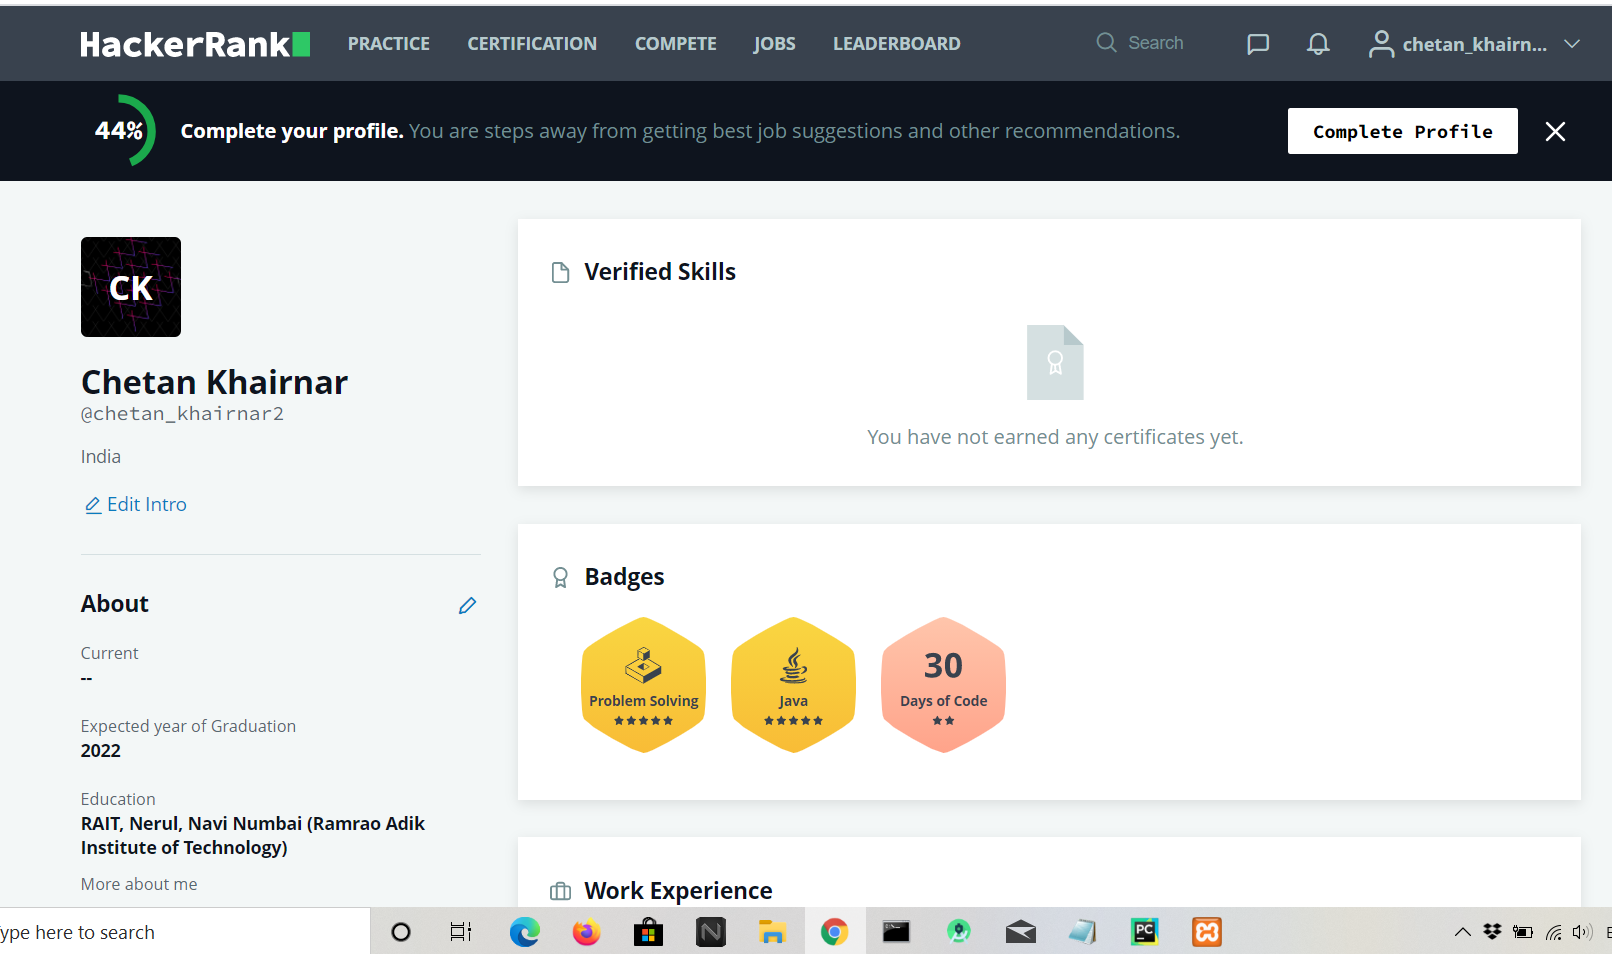 HackerRank PRACTICE CERTIFICATION COMPETE JOBS LEADERBOARD Search chetan_khairn...
44% Complete your profile. You are steps away from getting best job suggestions and other recommendations. Complete Profile
CK
Chetan Khairnar
@chetan_khairnar2
India
Edit Intro
About
Current
--
Expected year of Graduation
2022
Education
RAIT, Nerul, Navi Numbai (Ramrao Adik
Institute of Technology)
More about me
Verified Skills
You have not earned any certificates yet.
Badges
Problem Solving
Java
30
Days of Code
Work Experience
ype here to search
N
PC